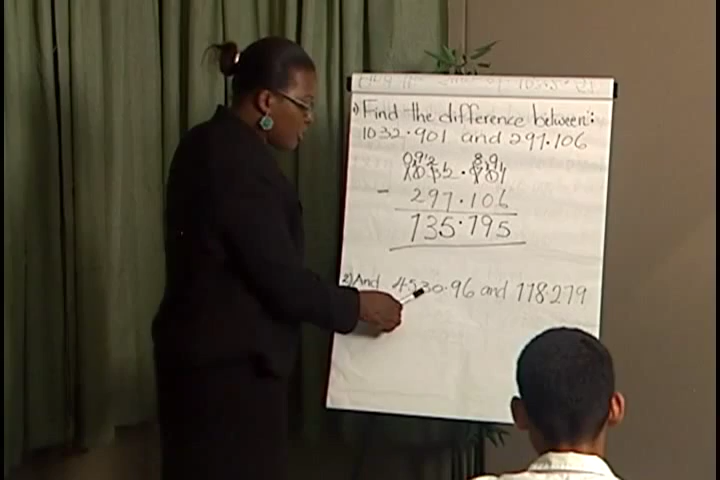 1) Find the difference between:
1032.901 and 297.106
- 297.106
735.795
2) And 4530.96 and 118.279